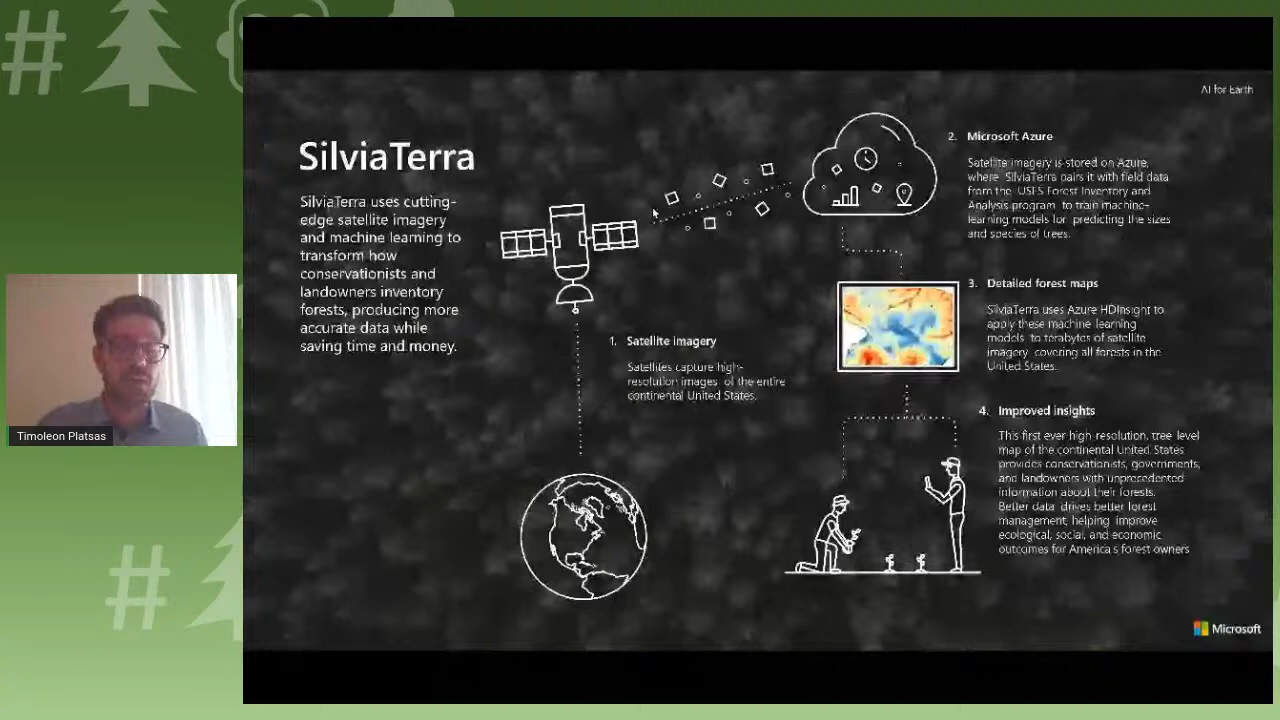 AI for Earth
SilviaTerra
SilviaTerra uses cutting-
edge satellite imagery
and machine learning to
transform how
conservationists and
landowners inventory
forests, producing more
accurate data while
saving time and money.
1. Satellite imagery
Satellites capture high-
resolution images of the entire
continental United States.
2. Microsoft Azure
Satellite imagery is stored on Azure,
where SilviaTerra pairs it with field data
from the USFS Forest Inventory and
Analysis program to train machine-
learning models for predicting the sizes
and species of trees.
3. Detailed forest maps
SilviaTerra uses Azure HDInsight to
apply these machine learning
models to terabytes of satellite
imagery covering all forests in the
United States.
4. Improved insights
This first ever high resolution, tree level
map of the continental United States
provides conservationists, governments,
and landowners with unprecedented
information about their forests.
Better data drives better forest
management, helping improve
ecological, social, and economic
outcomes for America's forest owners
Microsoft
Timoleon Platsas
#
#